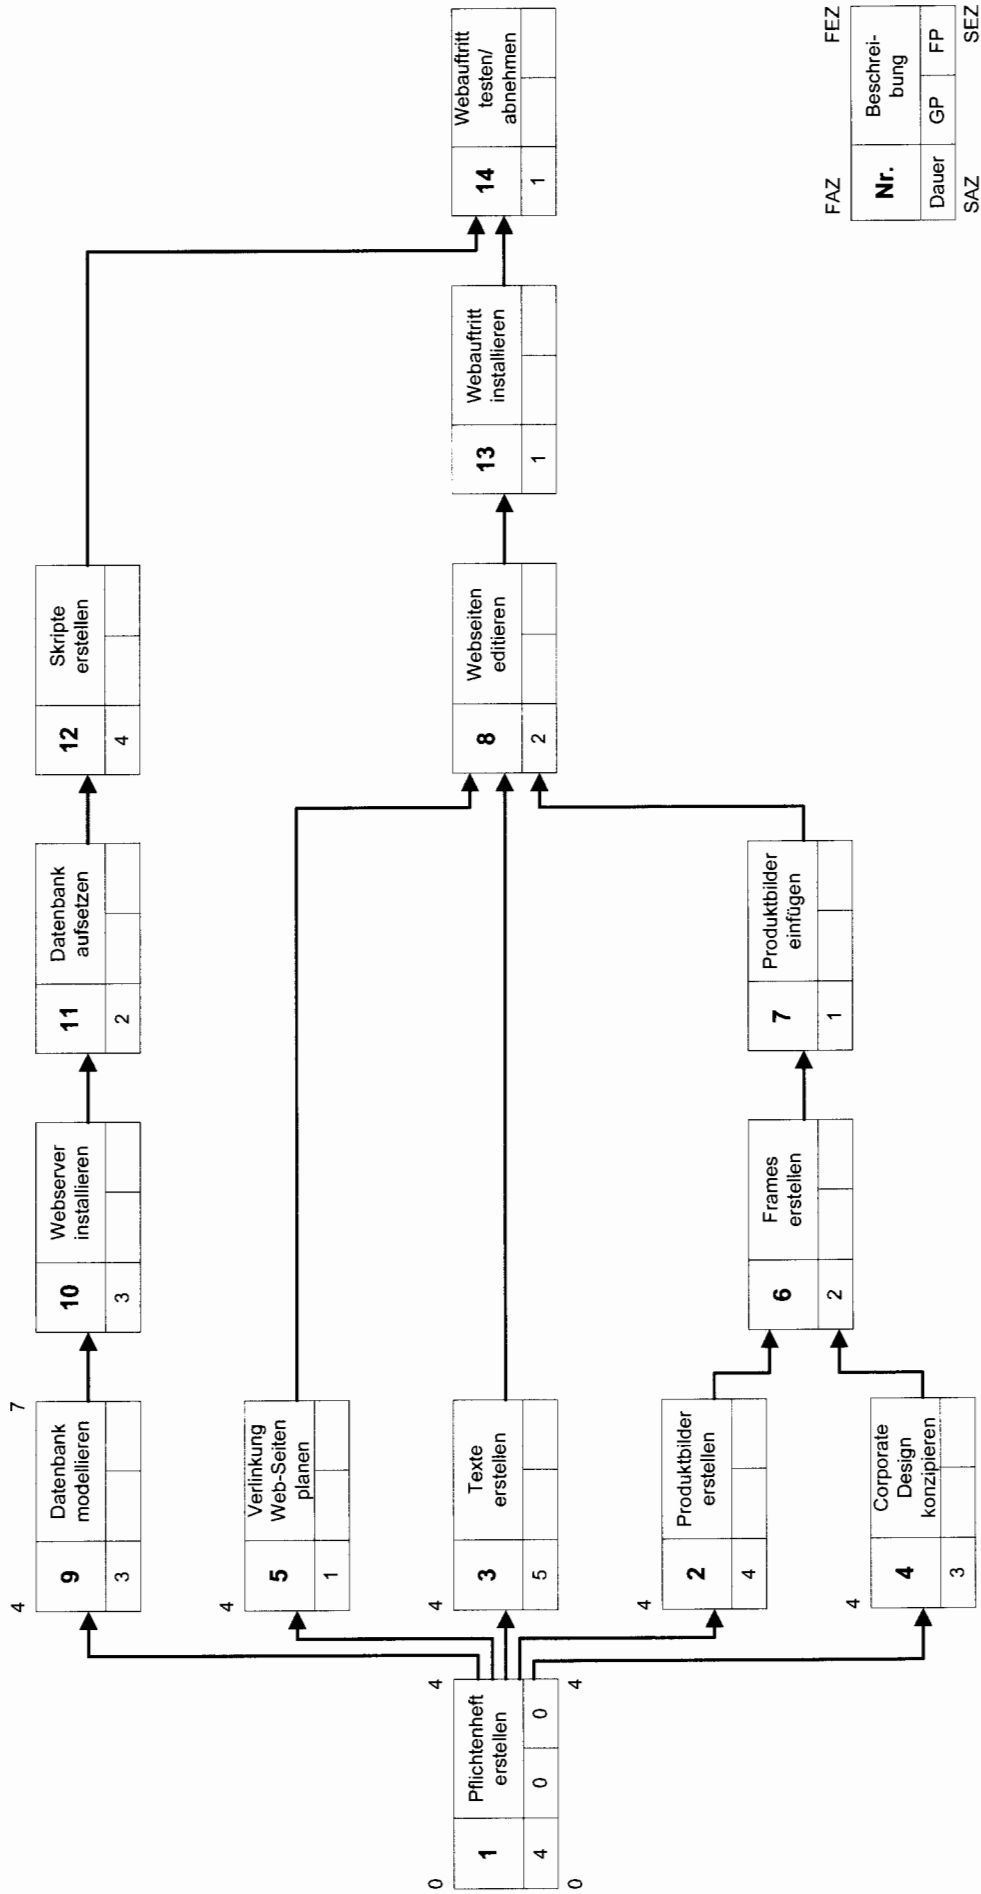 4
7
9
Datenbank
modellieren
3
10
Webserver
installieren
3
11
Datenbank
aufsetzen
2
12
Skripte
erstellen
4
4
5
Verlinkung
Web-Seiten
planen
1
0
4
1
Pflichtenheft
erstellen
4
0
0
0
4
4
3
Texte
erstellen
5
8
Webseiten
editieren
2
13
Webauftritt
installieren
1
14
Webauftritt
testen/
abnehmen
1
4
2
Produktbilder
erstellen
4
6
Frames
erstellen
2
7
Produktbilder
einfügen
1
4
4
Corporate
Design
konzipieren
3
FAZ
FEZ
Nr.
Beschrei-
bung
Dauer
GP
FP
SAZ
SEZ